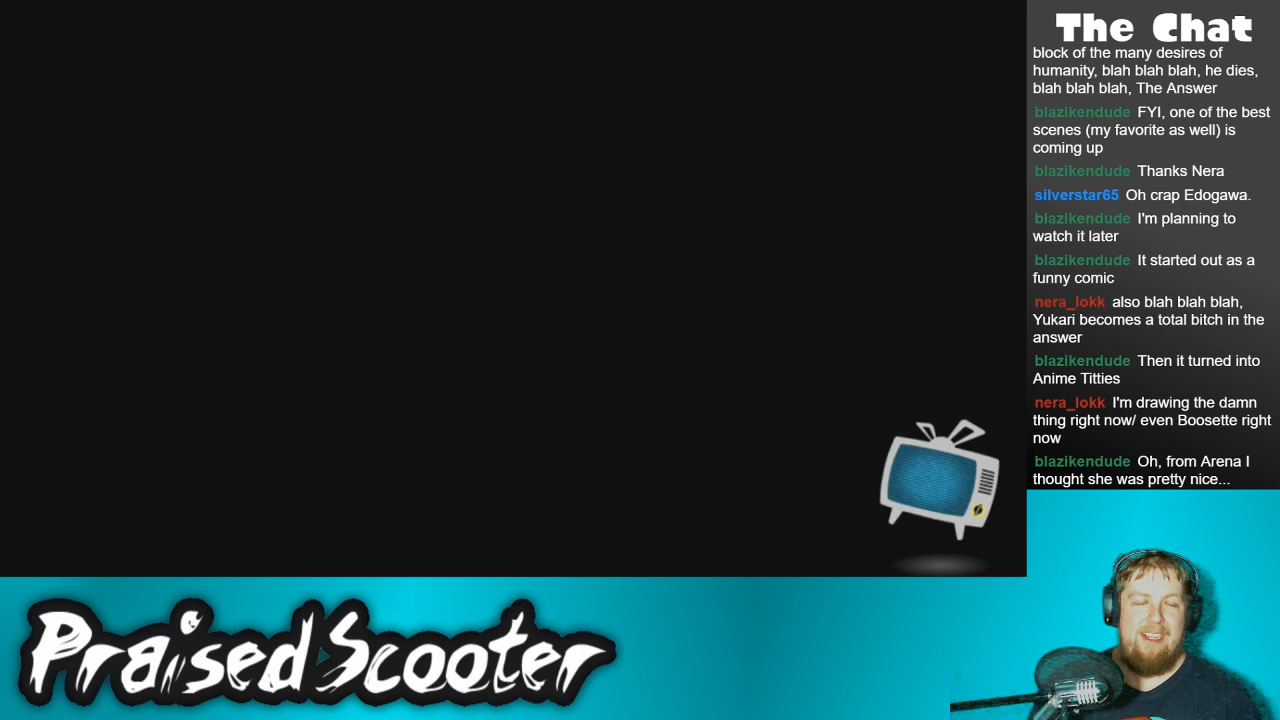 The Chat
block of the many desires of
humanity, blah blah blah, he dies,
blah blah blah, The Answer
blazikendude FYI, one of the best
scenes (my favorite as well) is
coming up
blazikendude Thanks Nera
silverstar65 Oh crap Edogawa.
blazikendude I'm planning to
watch it later
blazikendude It started out as a
funny comic
nera_lokk also blah blah blah,
Yukari becomes a total bitch in the
answer
blazikendude Then it turned into
Anime Titties
nera_lokk I'm drawing the damn
thing right now/ even Boosette right
now
blazikendude Oh, from Arena I
thought she was pretty nice...
PraisedScooter